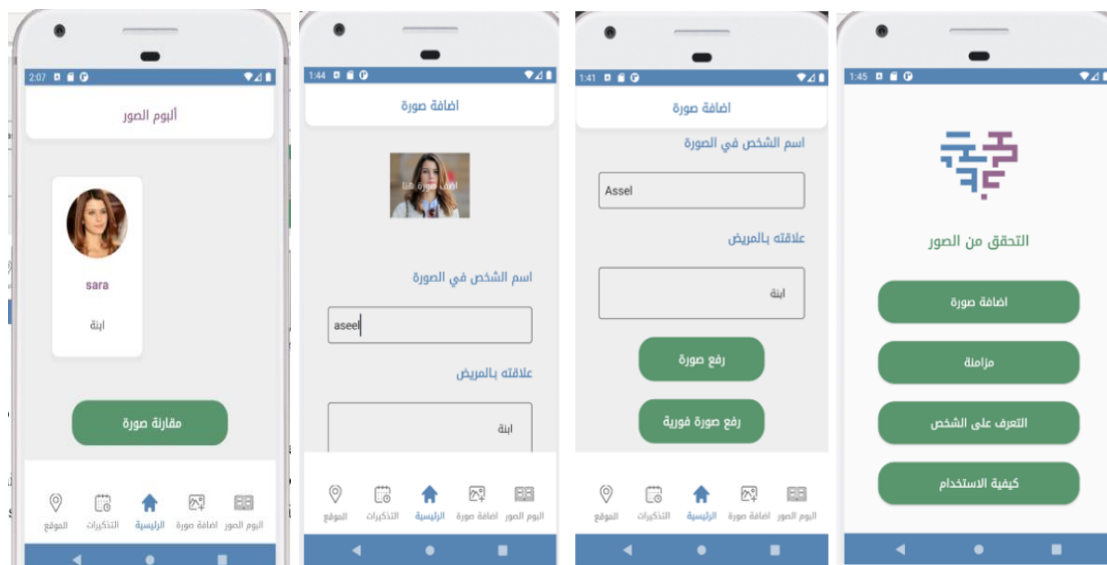 2:07
ألبوم الصور
sara
ابنة
مقارنة صورة
البوم الصور
اضافة صورة
الرئيسية
التذكيرات
الموقع
1:44
اضافة صورة
اضف صورة هنا
اسم الشخص في الصورة
aseel
علاقته بالمريض
ابنة
البوم الصور
اضافة صورة
الرئيسية
التذكيرات
الموقع
1:41
اضافة صورة
اسم الشخص في الصورة
Assel
علاقته بالمريض
ابنة
رفع صورة
رفع صورة فورية
البوم الصور
اضافة صورة
الرئيسية
التذكيرات
الموقع
1:45
التحقق من الصور
اضافة صورة
مزامنة
التعرف على الشخص
كيفية الاستخدام